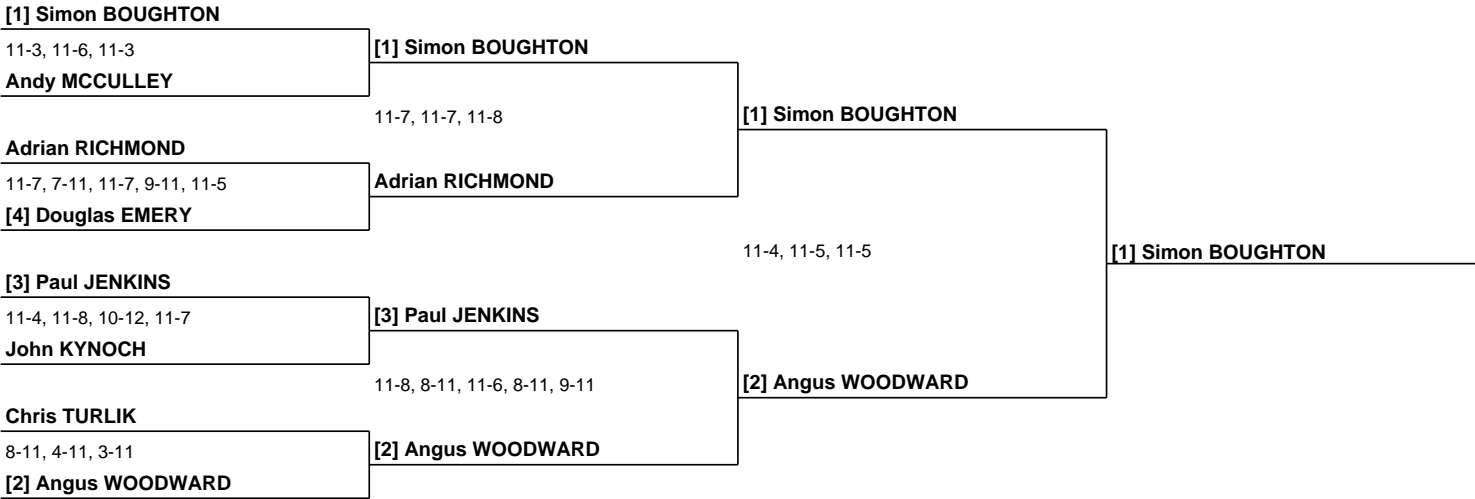 [1] Simon BOUGHTON
11-3, 11-6, 11-3
Andy MCCULLEY
Adrian RICHMOND
11-7, 7-11, 11-7, 9-11, 11-5
[4] Douglas EMERY
[3] Paul JENKINS
11-4, 11-8, 10-12, 11-7
John KYNOCH
Chris TURLIK
8-11, 4-11, 3-11
[2] Angus WOODWARD
[1] Simon BOUGHTON
11-7, 11-7, 11-8
Adrian RICHMOND
[3] Paul JENKINS
11-8, 8-11, 11-6, 8-11, 9-11
[2] Angus WOODWARD
[1] Simon BOUGHTON
11-4, 11-5, 11-5
[2] Angus WOODWARD
[1] Simon BOUGHTON